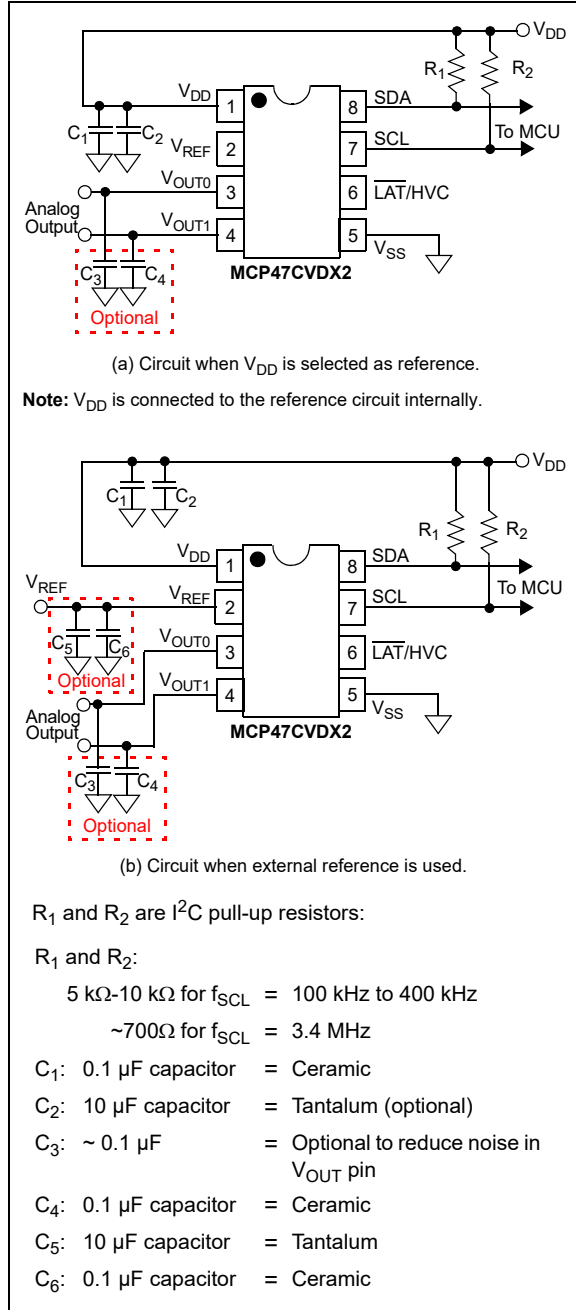 V_DD
R_1
R_2
V_DD 1
8 SDA
C_1
C_2
To MCU
V_REF 2
7 SCL
V_OUT0 3
6 LAT/HVC
Analog
Output
V_OUT1 4
5
V_SS
C_3
C_4
MCP47CVDX2
Optional
(a) Circuit when V_DD is selected as reference.
Note: V_DD is connected to the reference circuit internally.
V_DD
C_1
C_2
R_1
R_2
V_DD 1
8 SDA
V_REF
V_REF 2
7 SCL
To MCU
C_5
C_6
V_OUT0 3
6 LAT/HVC
Optional
V_OUT1 4
5
V_SS
Analog
Output
MCP47CVDX2
C_3
C_4
Optional
(b) Circuit when external reference is used.
R_1 and R_2 are I²C pull-up resistors:
R_1 and R_2:
5 kΩ-10 kΩ for f_SCL = 100 kHz to 400 kHz
~700Ω for f_SCL = 3.4 MHz
C_1: 0.1 µF capacitor = Ceramic
C_2: 10 µF capacitor = Tantalum (optional)
C_3: ~ 0.1 µF = Optional to reduce noise in
V_OUT pin
C_4: 0.1 µF capacitor = Ceramic
C_5: 10 µF capacitor = Tantalum
C_6: 0.1 µF capacitor = Ceramic